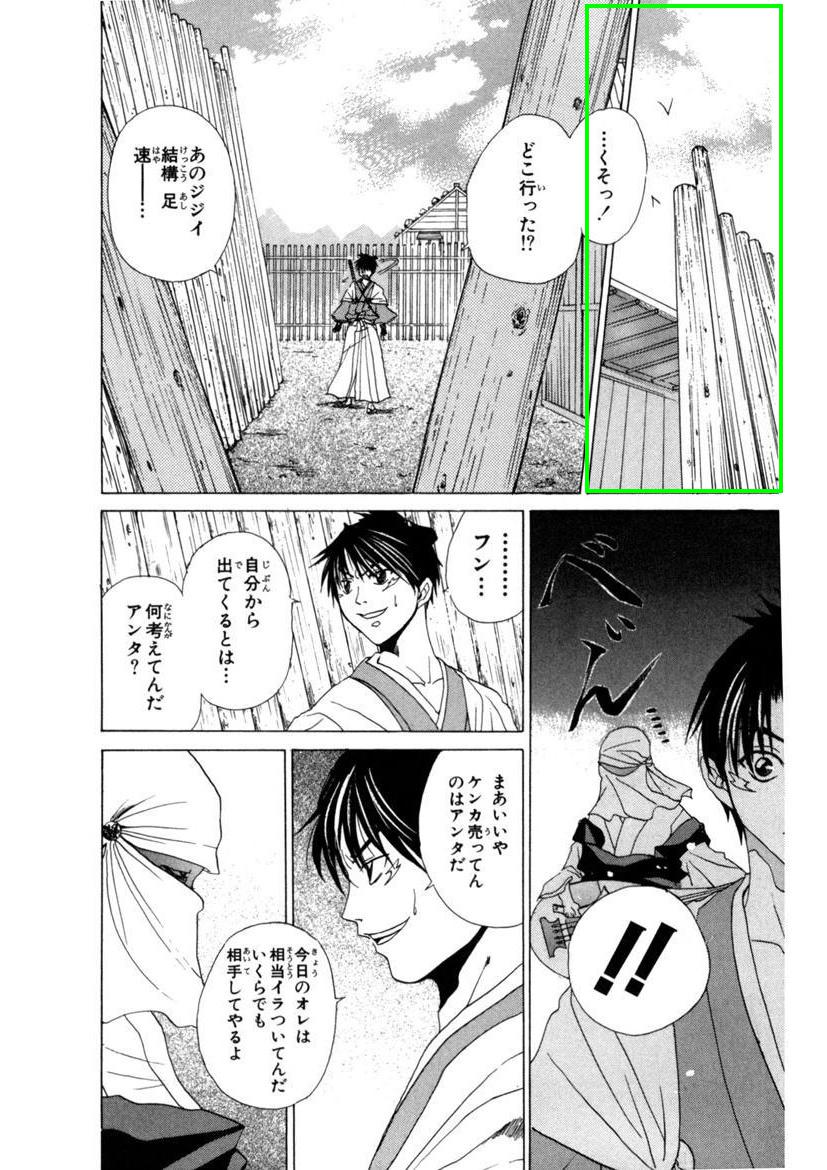 …くそっ！
どこ行った!?
あのジジイ
結構足
速――…
べ
べん
!!
………
フン…
自分から
出てくるとは…
何考えてんだ
アンタ？
まあいいや
ケンカ売ってん
のはアンタだ
今日のオレは
相当イラついてんだ
いくらでも
相手してやるよ